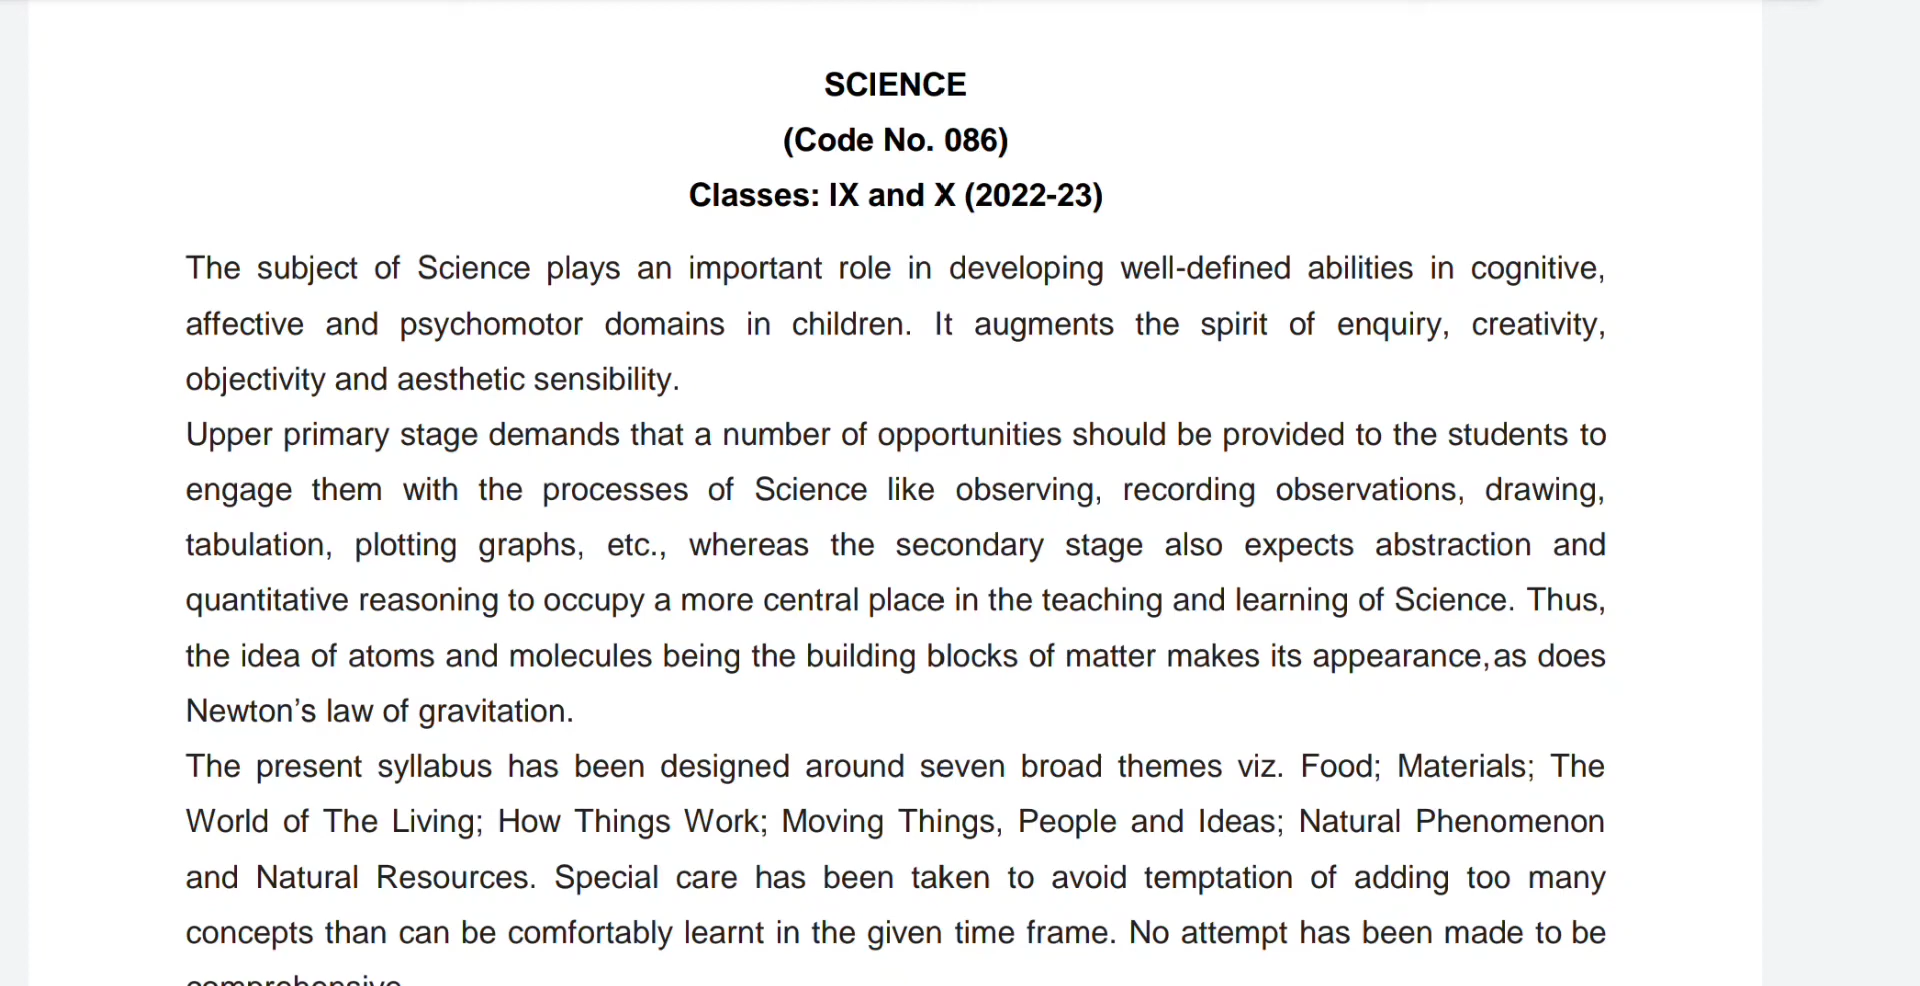 SCIENCE
(Code No. 086)
Classes: IX and X (2022-23)
The subject of Science plays an important role in developing well-defined abilities in cognitive,
affective and psychomotor domains in children. It augments the spirit of enquiry, creativity,
objectivity and aesthetic sensibility.
Upper primary stage demands that a number of opportunities should be provided to the students to
engage them with the processes of Science like observing, recording observations, drawing,
tabulation, plotting graphs, etc., whereas the secondary stage also expects abstraction and
quantitative reasoning to occupy a more central place in the teaching and learning of Science. Thus,
the idea of atoms and molecules being the building blocks of matter makes its appearance,as does
Newton’s law of gravitation.
The present syllabus has been designed around seven broad themes viz. Food; Materials; The
World of The Living; How Things Work; Moving Things, People and Ideas; Natural Phenomenon
and Natural Resources. Special care has been taken to avoid temptation of adding too many
concepts than can be comfortably learnt in the given time frame. No attempt has been made to be
comprehensive.